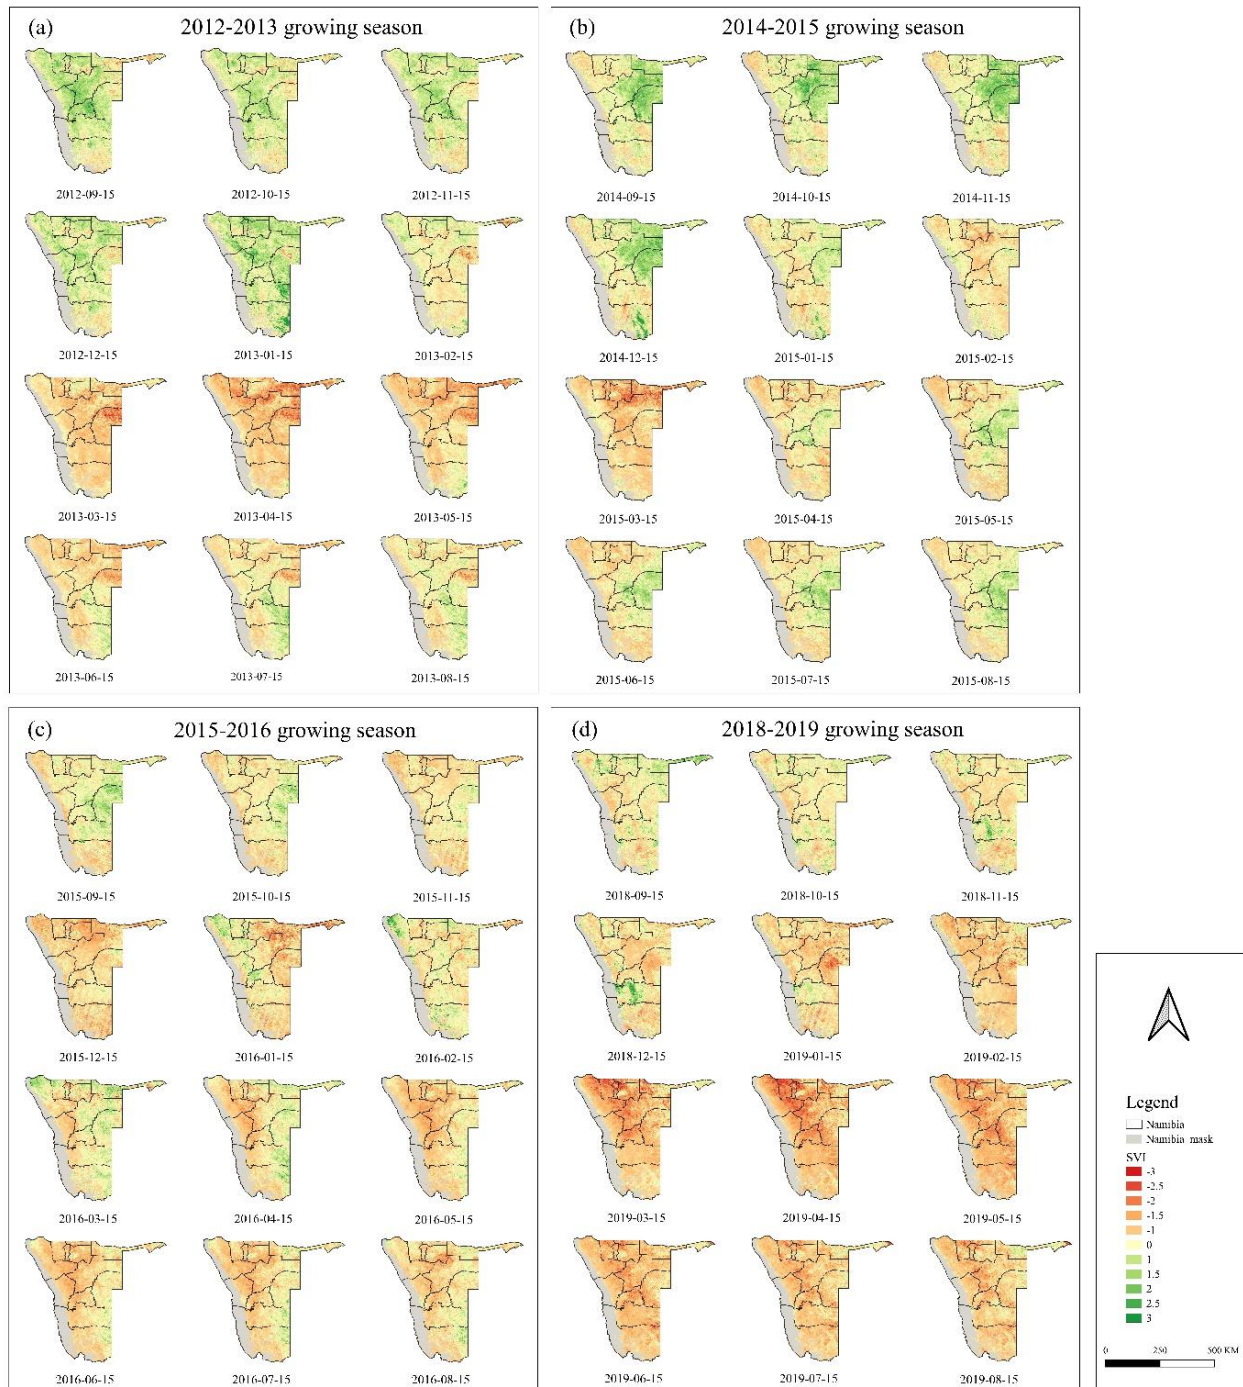 (a) 2012-2013 growing season
2012-09-15 2012-10-15 2012-11-15
2012-12-15 2013-01-15 2013-02-15
2013-03-15 2013-04-15 2013-05-15
2013-06-15 2013-07-15 2013-08-15
(b) 2014-2015 growing season
2014-09-15 2014-10-15 2014-11-15
2014-12-15 2015-01-15 2015-02-15
2015-03-15 2015-04-15 2015-05-15
2015-06-15 2015-07-15 2015-08-15
(c) 2015-2016 growing season
2015-09-15 2015-10-15 2015-11-15
2015-12-15 2016-01-15 2016-02-15
2016-03-15 2016-04-15 2016-05-15
2016-06-15 2016-07-15 2016-08-15
(d) 2018-2019 growing season
2018-09-15 2018-10-15 2018-11-15
2018-12-15 2019-01-15 2019-02-15
2019-03-15 2019-04-15 2019-05-15
2019-06-15 2019-07-15 2019-08-15
Legend
Namibia
Namibia mask
SVI
-3
-2.5
-2
-1.5
-1
0
1
1.5
2
2.5
3
0 250 500 KM